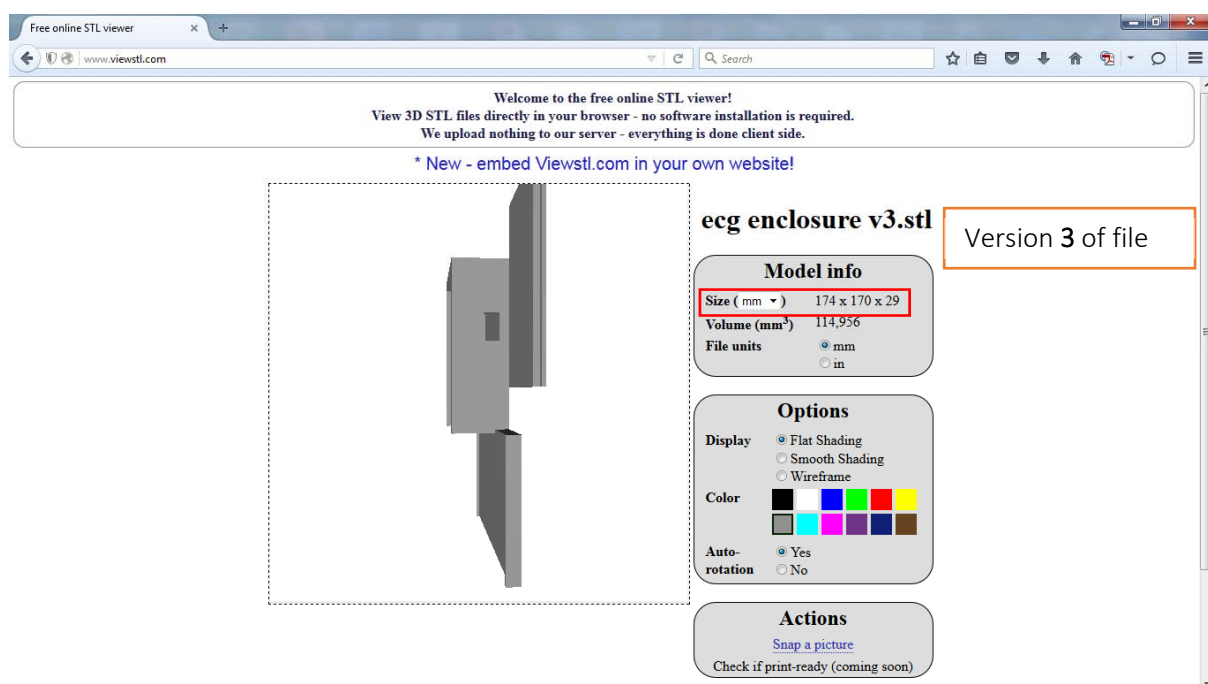 Free online STL viewer
www.viewstl.com
Search
Welcome to the free online STL viewer!
View 3D STL files directly in your browser - no software installation is required.
We upload nothing to our server - everything is done client side.
* New - embed Viewstl.com in your own website!
ecg enclosure v3.stl
Version 3 of file
Model info
Size ( mm ) 174 x 170 x 29
Volume (mm³) 114,956
File units mm
in
Options
Display Flat Shading
Smooth Shading
Wireframe
Color
Auto-rotation Yes
No
Actions
Snap a picture
Check if print-ready (coming soon)